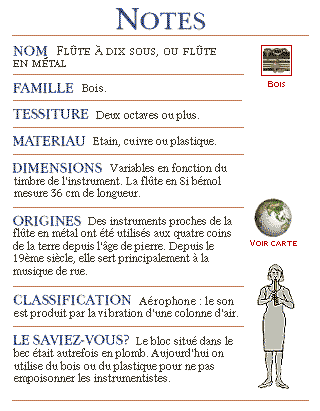 NOTES
NOM FLÛTE À DIX SOUS, OU FLÛTE
EN MÉTAL
BOIS
FAMILLE Bois.
TESSITURE Deux octaves ou plus.
MATERIAU Etain, cuivre ou plastique.
DIMENSIONS Variables en fonction du
timbre de l'instrument. La flûte en Si bémol
mesure 36 cm de longueur.
ORIGINES Des instruments proches de la
flûte en métal ont été utilisés aux quatre coins
de la terre depuis l'âge de pierre. Depuis le
19ème siècle, elle sert principalement à la
musique de rue.
VOIR CARTE
CLASSIFICATION Aérophone : le son
est produit par la vibration d'une colonne d'air.
LE SAVIEZ-VOUS? Le bloc situé dans le
bec était autrefois en plomb. Aujourd'hui on
utilise du bois ou du plastique pour ne pas
empoisonner les instrumentistes.